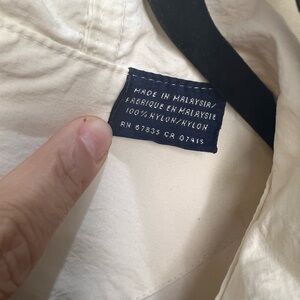 MADE IN MALAYSIA/
FABRIQUE EN MALAYSIE
100% NYLON/NYLON
RN 67835 CA 07415